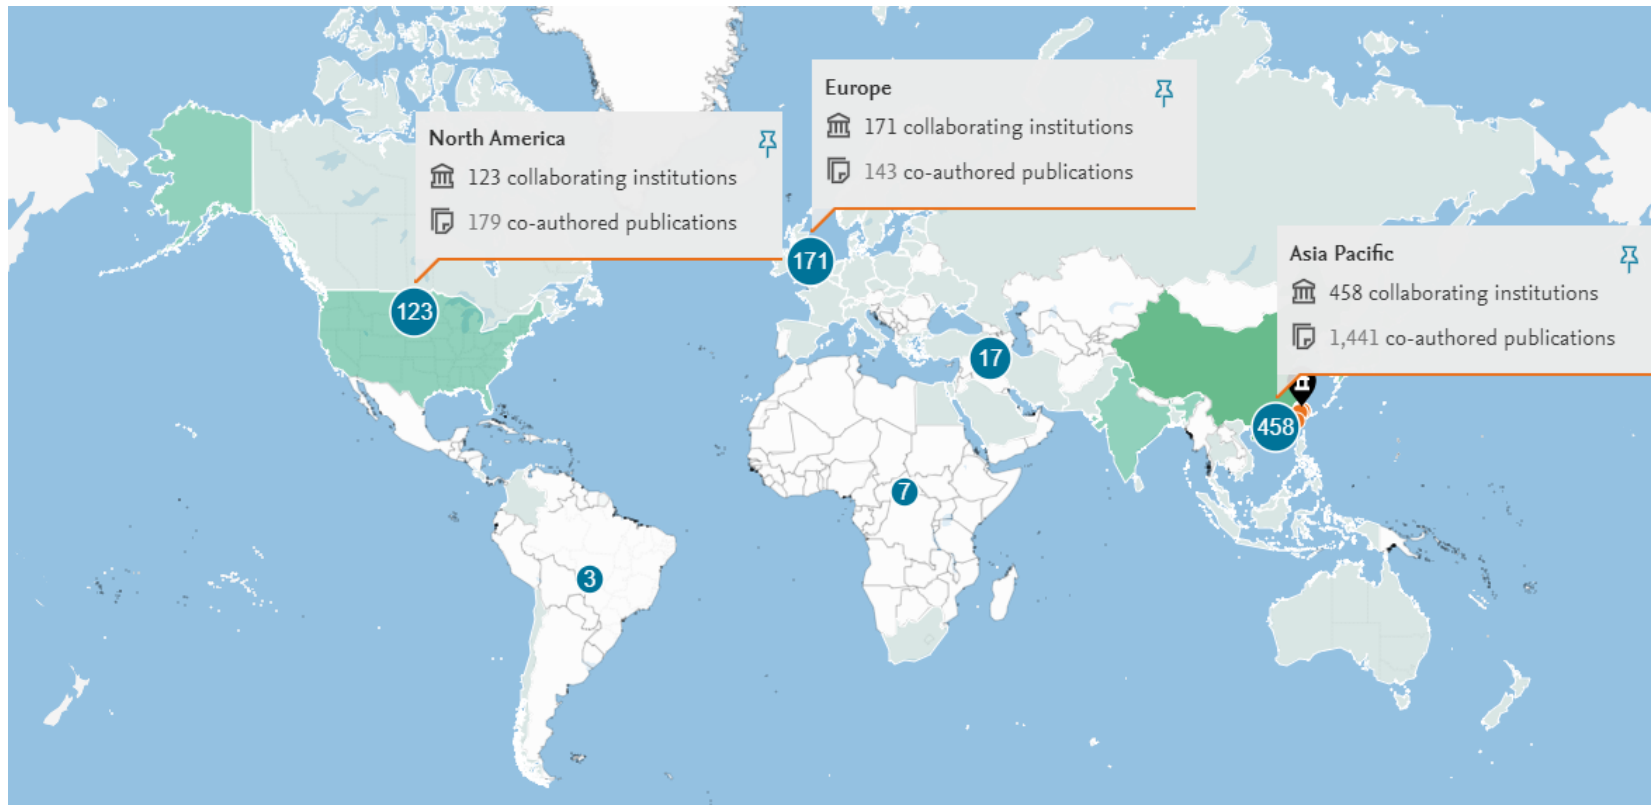 Europe
171 collaborating institutions
143 co-authored publications
North America
123 collaborating institutions
179 co-authored publications
171
Asia Pacific
458 collaborating institutions
1,441 co-authored publications
123
17
458
7
3